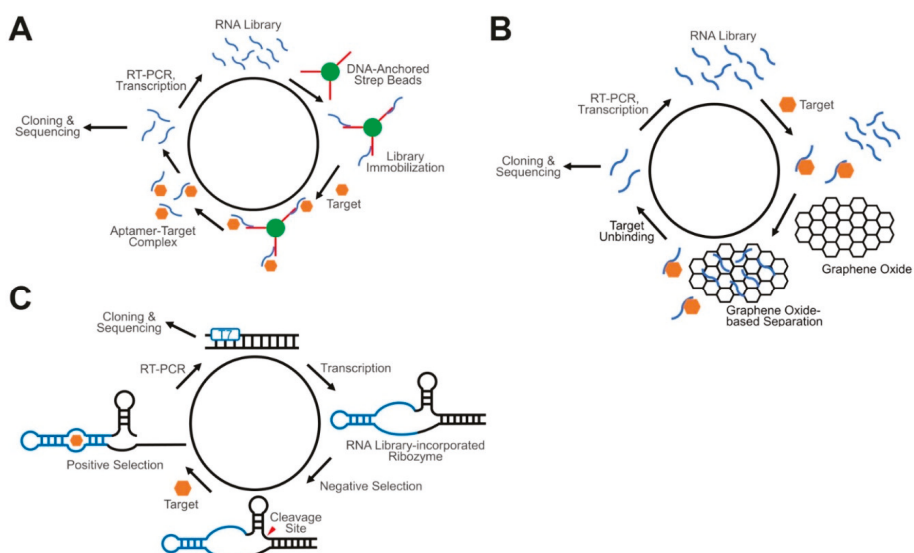 A
RNA Library
DNA-Anchored
Strep Beads
RT-PCR,
Transcription
Cloning &
Sequencing
Library
Immobilization
Target
Aptamer-Target
Complex
B
RNA Library
Target
RT-PCR,
Transcription
Cloning &
Sequencing
Target
Unbinding
Graphene Oxide
Graphene Oxide-
based Separation
C
Cloning &
Sequencing
T7
RT-PCR
Transcription
RNA Library-incorporated
Ribozyme
Positive Selection
Negative Selection
Target
Cleavage
Site